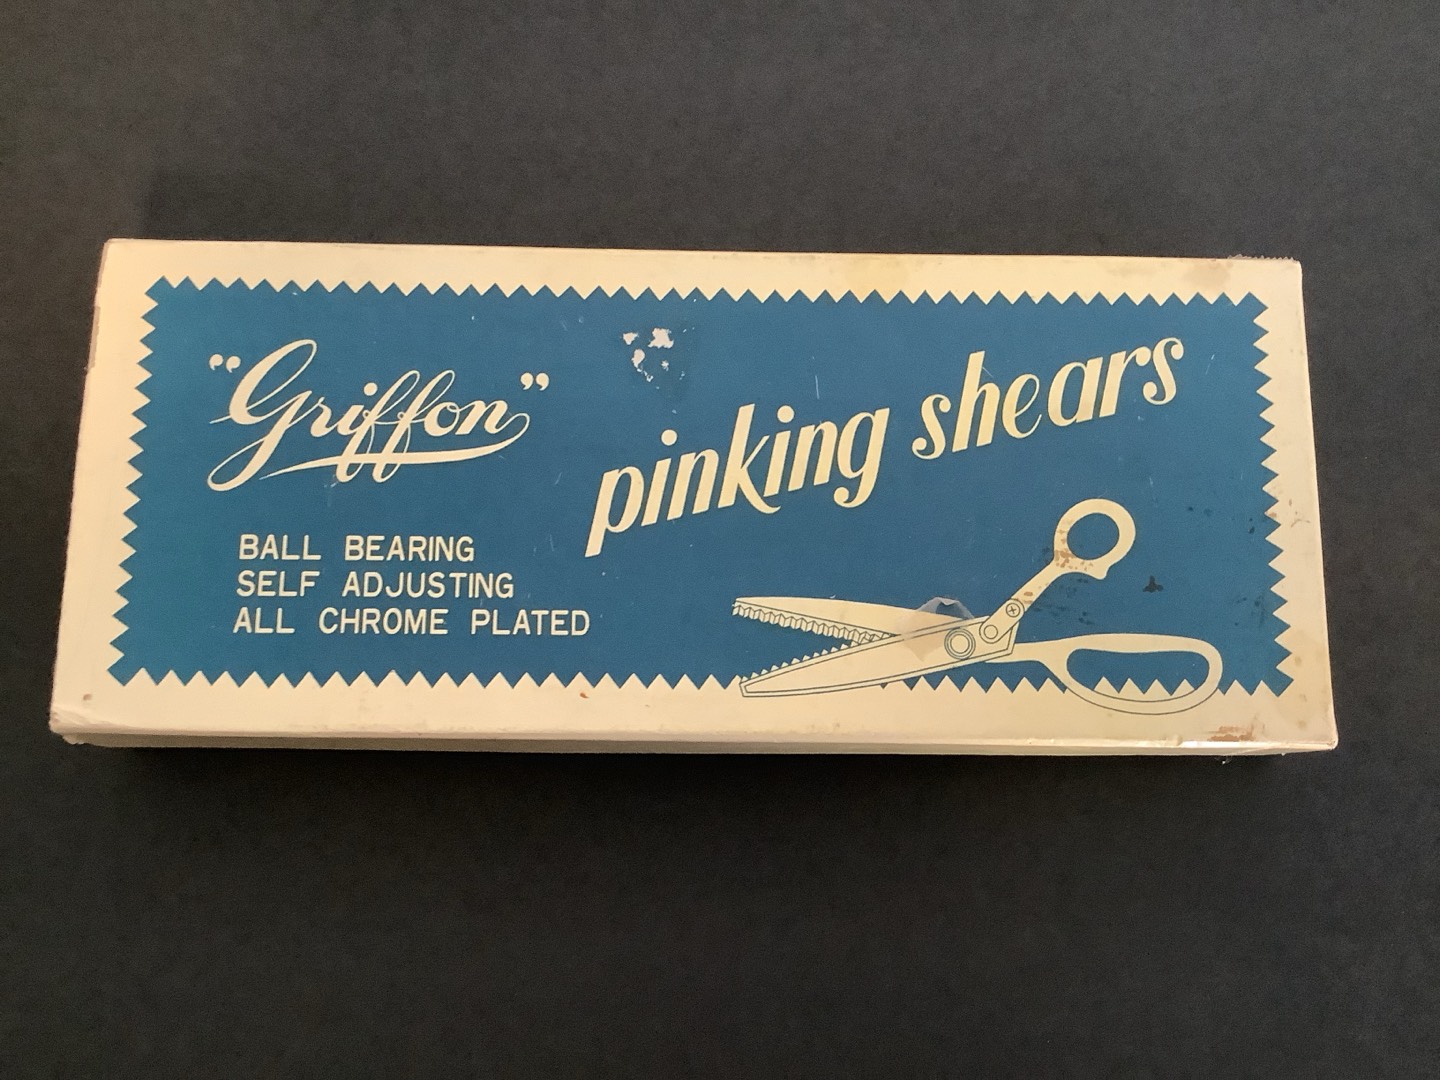 "Griffon"
pinking shears
BALL BEARING
SELF ADJUSTING
ALL CHROME PLATED